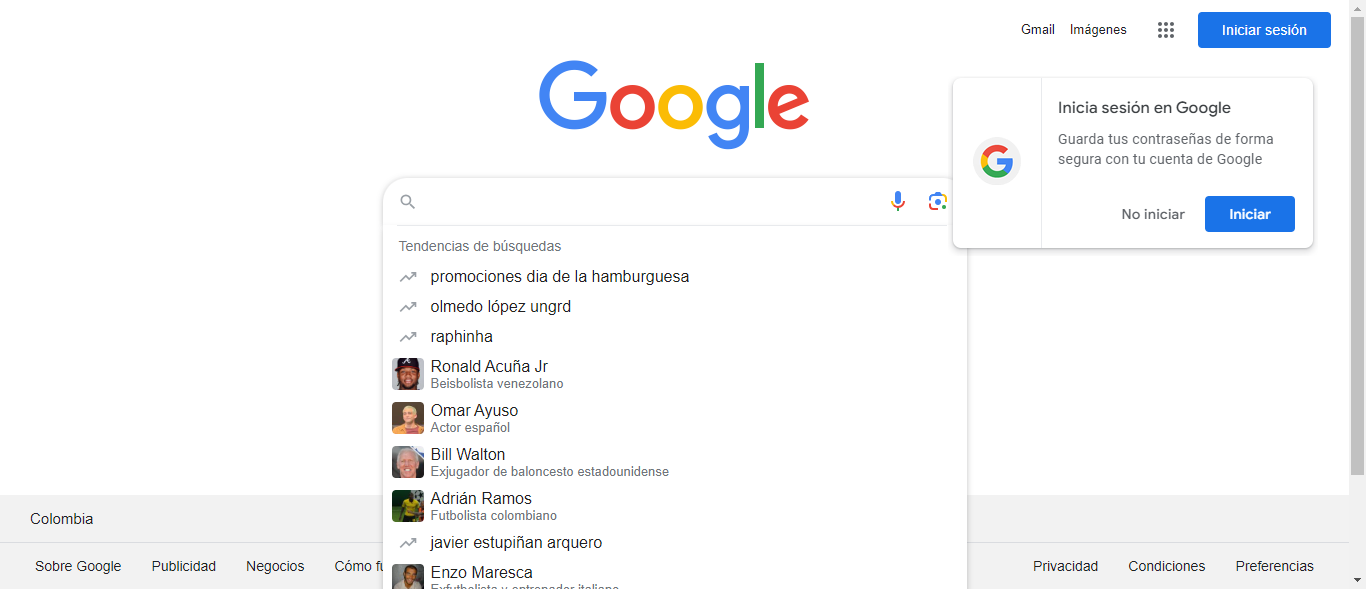 Gmail
Imágenes
Iniciar sesión
Google
Inicia sesión en Google
Guarda tus contraseñas de forma
segura con tu cuenta de Google
No iniciar
Iniciar
Tendencias de búsquedas
promociones dia de la hamburguesa
olmedo lópez ungrd
raphinha
Ronald Acuña Jr
Beisbolista venezolano
Omar Ayuso
Actor español
Bill Walton
Exjugador de baloncesto estadounidense
Adrián Ramos
Futbolista colombiano
javier estupiñan arquero
Enzo Maresca
Exfutbolista y entrenador italiano
Colombia
Sobre Google
Publicidad
Negocios
Cómo
Privacidad
Condiciones
Preferencias